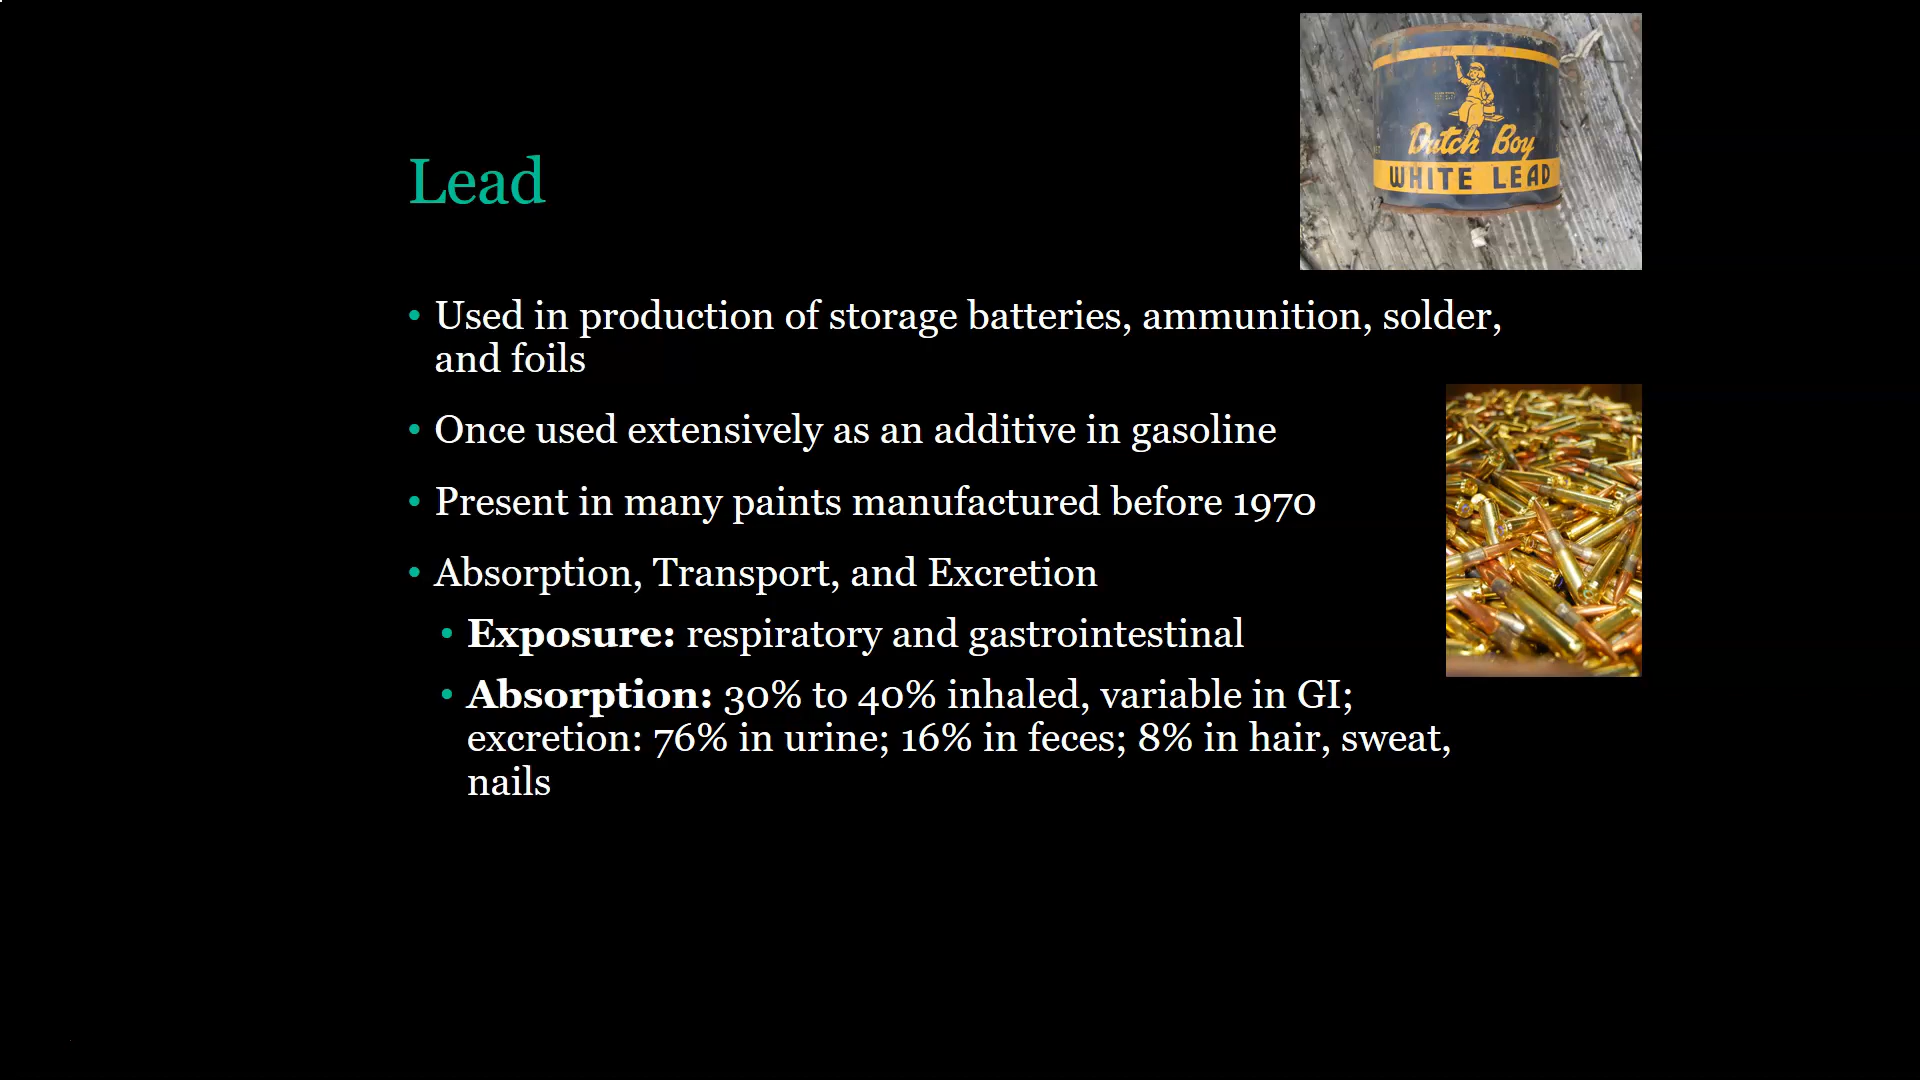 Dutch Boy
WHITE LEAD
Lead
• Used in production of storage batteries, ammunition, solder,
and foils
• Once used extensively as an additive in gasoline
• Present in many paints manufactured before 1970
• Absorption, Transport, and Excretion
• Exposure: respiratory and gastrointestinal
• Absorption: 30% to 40% inhaled, variable in GI;
excretion: 76% in urine; 16% in feces; 8% in hair, sweat,
nails